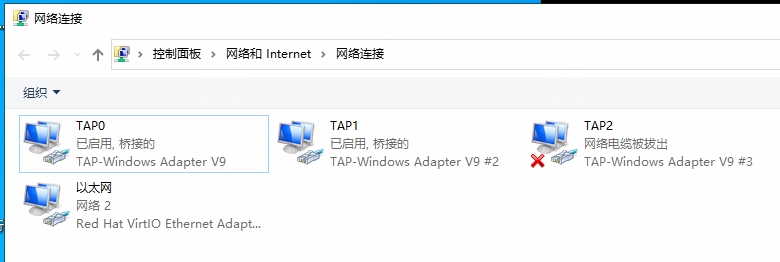 网络连接
控制面板 > 网络和 Internet > 网络连接
组织
TAP0
已启用, 桥接的
TAP-Windows Adapter V9
TAP1
已启用, 桥接的
TAP-Windows Adapter V9 #2
TAP2
网络电缆被拔出
TAP-Windows Adapter V9 #3
以太网
网络 2
Red Hat VirtIO Ethernet Adapt...